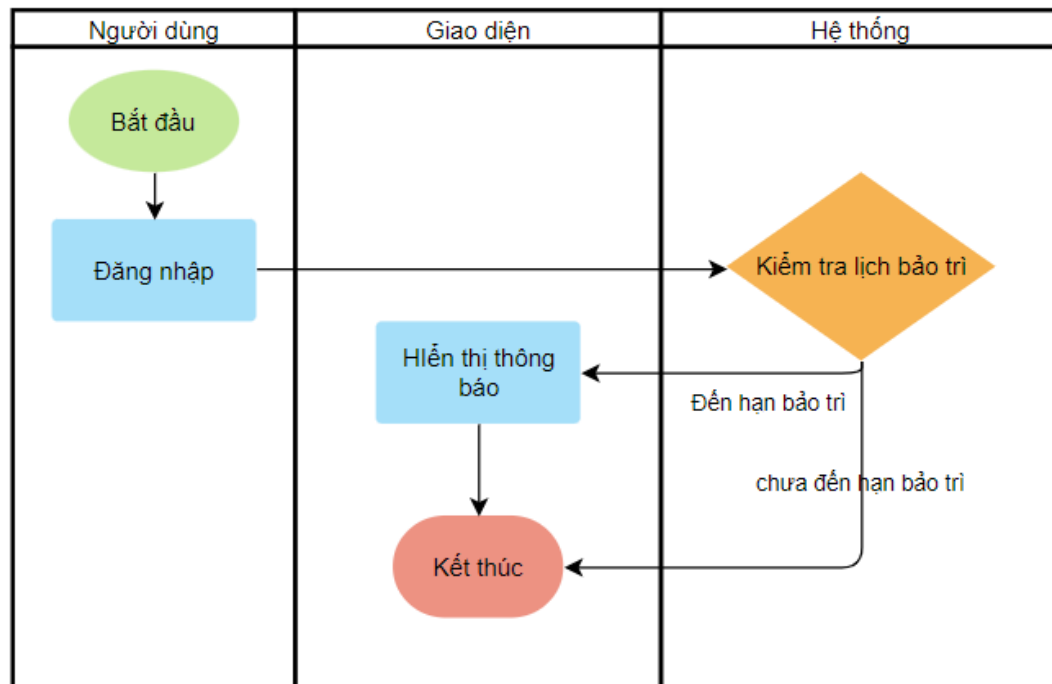 Người dùng
Giao diện
Hệ thống
Bắt đầu
Đăng nhập
Kiểm tra lịch bảo trì
HIển thị thông
báo
Đến hạn bảo trì
chưa đến hạn bảo trì
Kết thúc